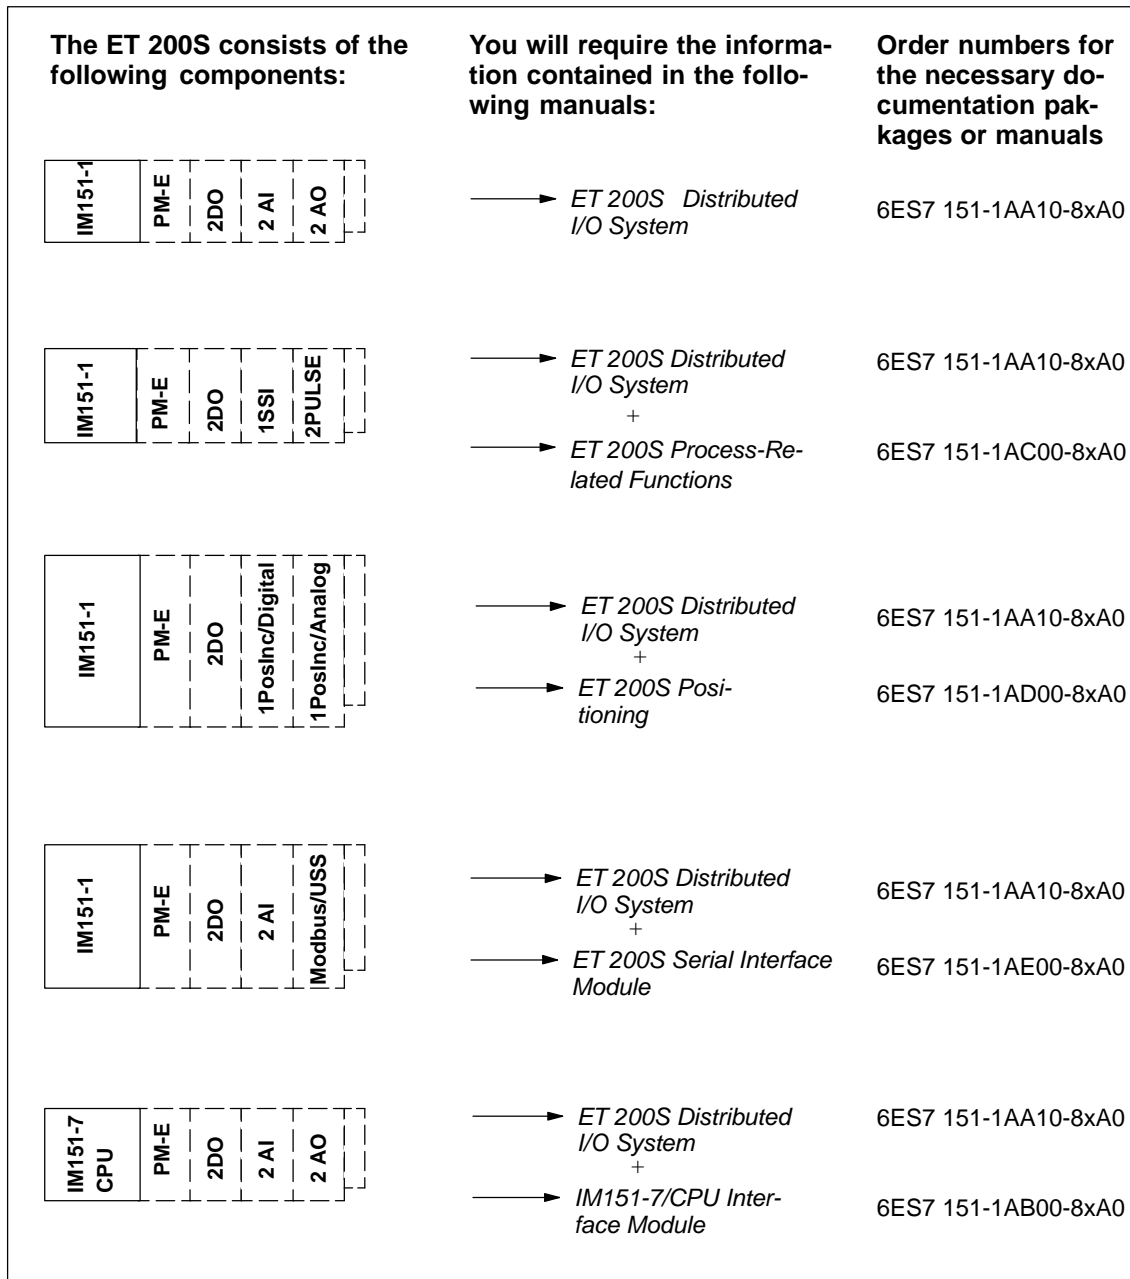 The ET 200S consists of the
following components:
You will require the informa-
tion contained in the follo-
wing manuals:
Order numbers for
the necessary do-
cumentation pak-
kages or manuals
IM151-1
PM-E
2DO
2 AI
2 AO
ET 200S Distributed
I/O System
6ES7 151-1AA10-8xA0
IM151-1
PM-E
2DO
1SSI
2PULSE
ET 200S Distributed
I/O System
6ES7 151-1AA10-8xA0
+
ET 200S Process-Re-
lated Functions
6ES7 151-1AC00-8xA0
IM151-1
PM-E
2DO
1PosInc/Digital
1PosInc/Analog
ET 200S Distributed
I/O System
6ES7 151-1AA10-8xA0
+
ET 200S Posi-
tioning
6ES7 151-1AD00-8xA0
IM151-1
PM-E
2DO
2 AI
Modbus/USS
ET 200S Distributed
I/O System
6ES7 151-1AA10-8xA0
+
ET 200S Serial Interface
Module
6ES7 151-1AE00-8xA0
IM151-7
CPU
PM-E
2DO
2 AI
2 AO
ET 200S Distributed
I/O System
6ES7 151-1AA10-8xA0
+
IM151-7/CPU Inter-
face Module
6ES7 151-1AB00-8xA0